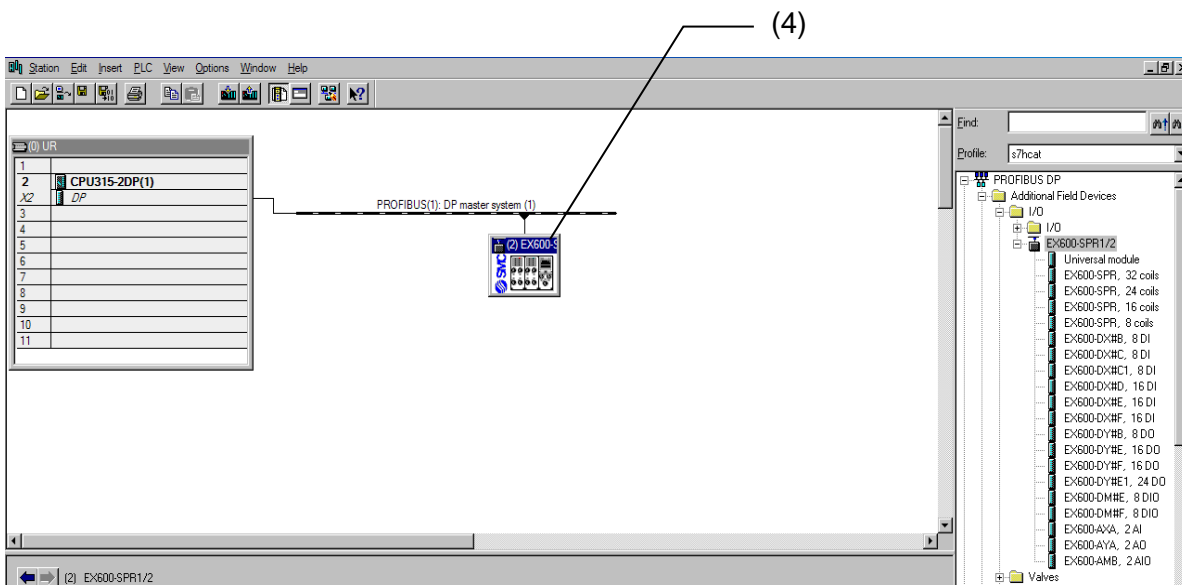 (4)
Station Edit Insert PLC View Options Window Help
Find:
Profile: s7hcat
(0) UR
1
2 CPU315-2DP(1)
X2 DP
3
4
5
6
7
8
9
10
11
PROFIBUS(1): DP master system (1)
(2) EX600-S
SMC
PROFIBUS DP
Additional Field Devices
I/O
I/O
EX600-SPR1/2
Universal module
EX600-SPR, 32 coils
EX600-SPR, 24 coils
EX600-SPR, 16 coils
EX600-SPR, 8 coils
EX600-DX#B, 8 DI
EX600-DX#C, 8 DI
EX600-DX#C1, 8 DI
EX600-DX#D, 16 DI
EX600-DX#E, 16 DI
EX600-DX#F, 16 DI
EX600-DY#B, 8 DO
EX600-DY#E, 16 DO
EX600-DY#F, 16 DO
EX600-DY#E1, 24 DO
EX600-DM#E, 8 DIO
EX600-DM#F, 8 DIO
EX600-AXA, 2 AI
EX600-AYA, 2 AO
EX600-AMB, 2 AIO
Valves
(2) EX600-SPR1/2